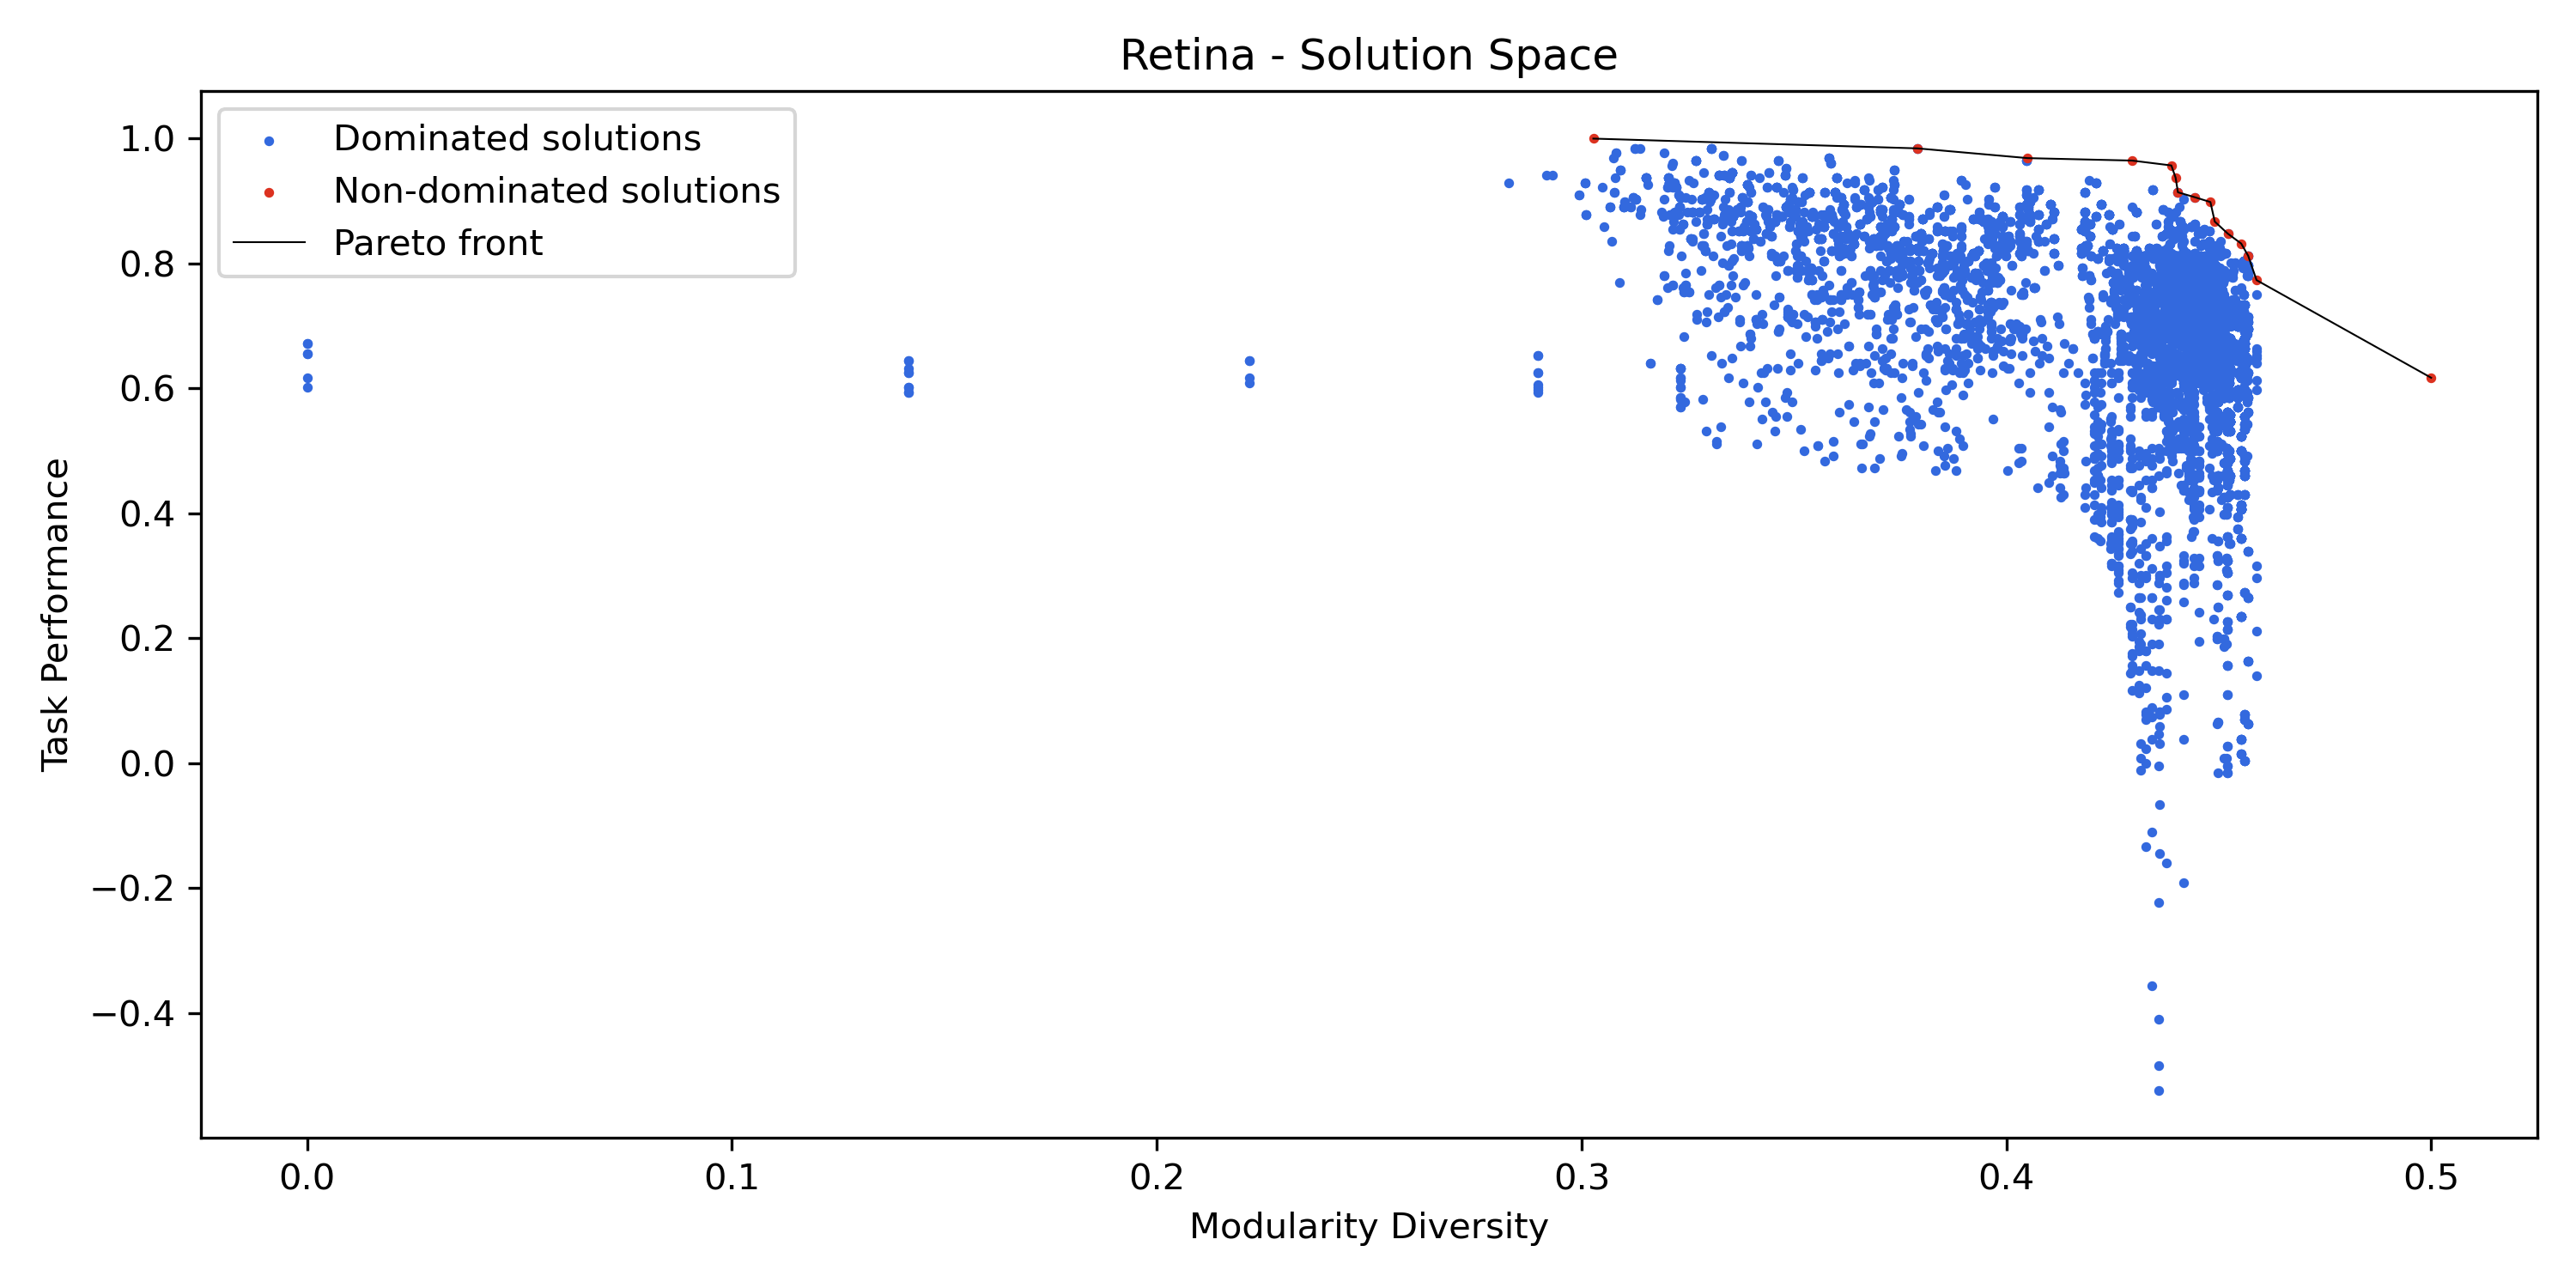 Retina - Solution Space
Dominated solutions
Non-dominated solutions
Pareto front
1.0
0.8
0.6
0.4
0.2
0.0
−0.2
−0.4
Task Performance
0.0 0.1 0.2 0.3 0.4 0.5
Modularity Diversity